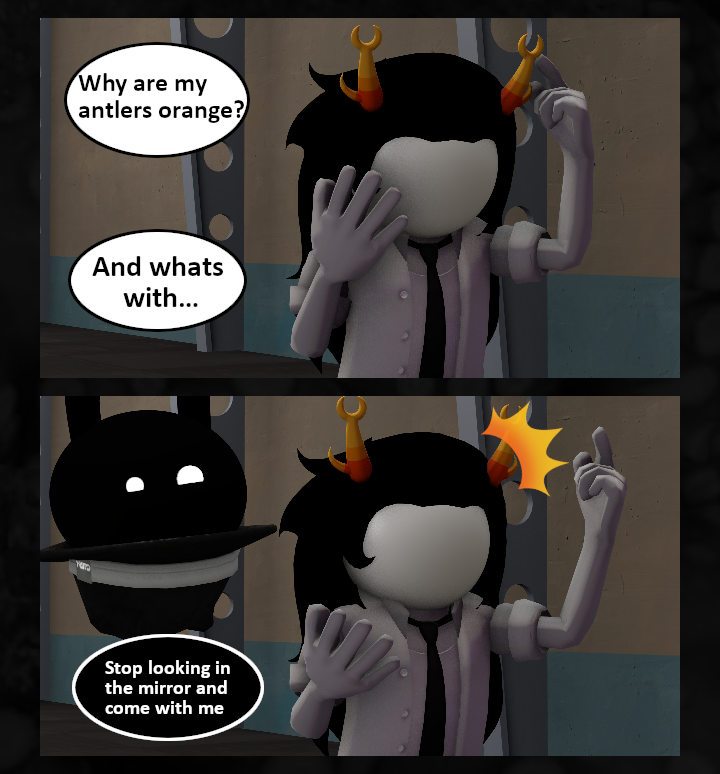 Why are my
antlers orange?
And whats
with...
Stop looking in
the mirror and
come with me